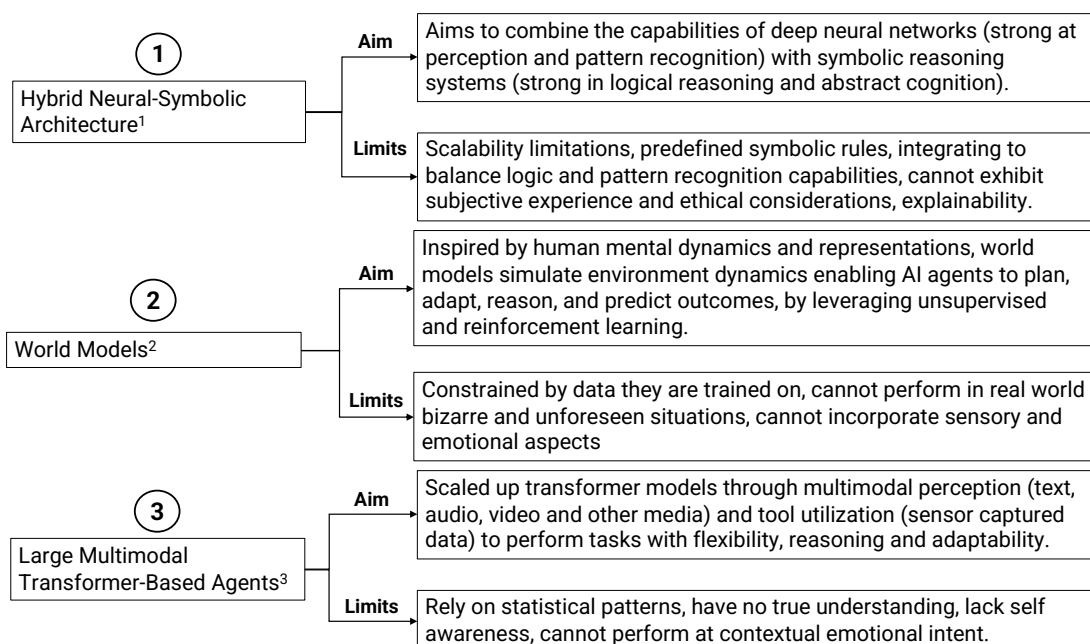 1
Hybrid Neural-Symbolic
Architecture¹
Aim
Aims to combine the capabilities of deep neural networks (strong at
perception and pattern recognition) with symbolic reasoning
systems (strong in logical reasoning and abstract cognition).
Limits
Scalability limitations, predefined symbolic rules, integrating to
balance logic and pattern recognition capabilities, cannot exhibit
subjective experience and ethical considerations, explainability.
2
World Models²
Aim
Inspired by human mental dynamics and representations, world
models simulate environment dynamics enabling AI agents to plan,
adapt, reason, and predict outcomes, by leveraging unsupervised
and reinforcement learning.
Limits
Constrained by data they are trained on, cannot perform in real world
bizarre and unforeseen situations, cannot incorporate sensory and
emotional aspects
3
Large Multimodal
Transformer-Based Agents³
Aim
Scaled up transformer models through multimodal perception (text,
audio, video and other media) and tool utilization (sensor captured
data) to perform tasks with flexibility, reasoning and adaptability.
Limits
Rely on statistical patterns, have no true understanding, lack self
awareness, cannot perform at contextual emotional intent.